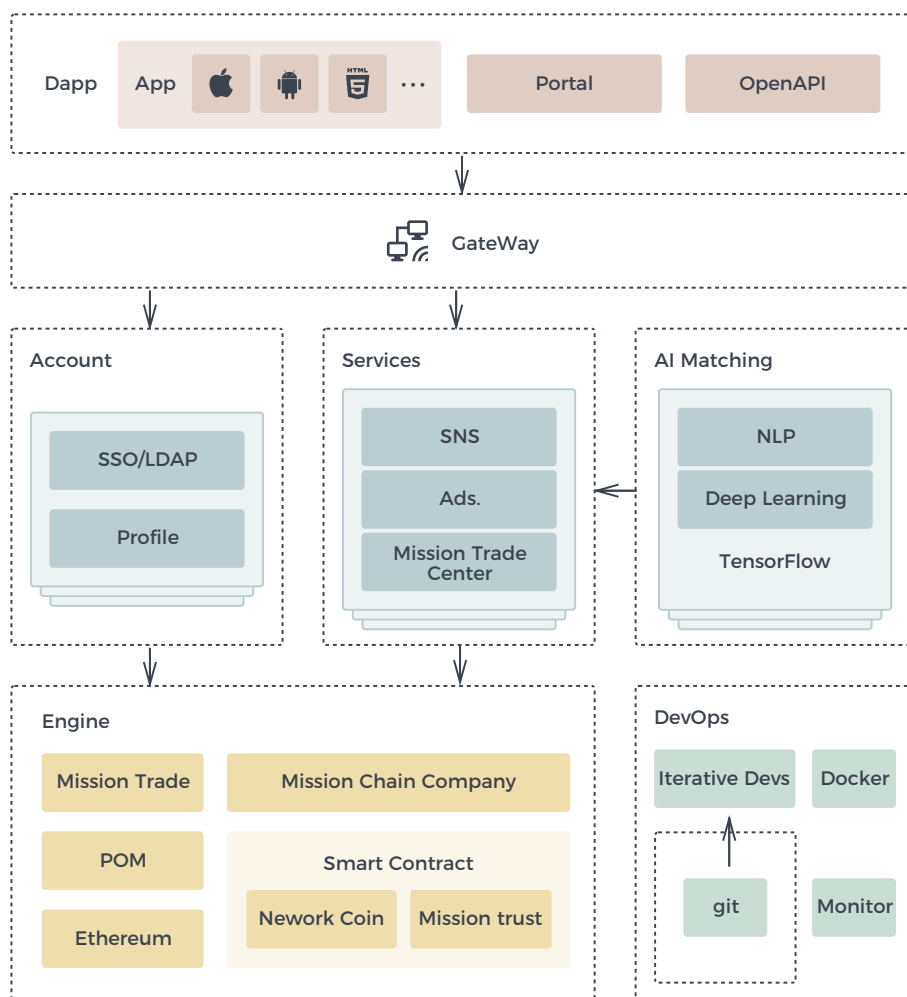 Dapp
App
HTML
...
Portal
OpenAPI
GateWay
Account
SSO/LDAP
Profile
Services
SNS
Ads.
Mission Trade
Center
AI Matching
NLP
Deep Learning
TensorFlow
Engine
Mission Trade
Mission Chain Company
POM
Smart Contract
Nework Coin
Mission trust
Ethereum
DevOps
Iterative Devs
Docker
git
Monitor